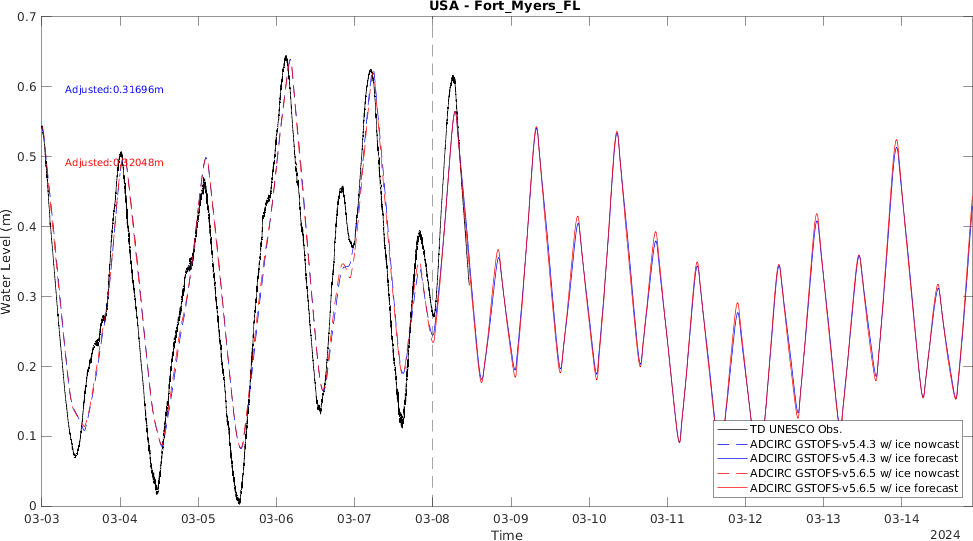 USA - Fort_Myers_FL
0.7
0.6
0.5
0.4
0.3
0.2
0.1
0
Water Level (m)
Adjusted:0.31696m
Adjusted:0.32048m
TD UNESCO Obs.
ADCIRC GSTOFS-v5.4.3 w/ ice nowcast
ADCIRC GSTOFS-v5.4.3 w/ ice forecast
ADCIRC GSTOFS-v5.6.5 w/ ice nowcast
ADCIRC GSTOFS-v5.6.5 w/ ice forecast
03-03 03-04 03-05 03-06 03-07 03-08 03-09 03-10 03-11 03-12 03-13 03-14
Time
2024